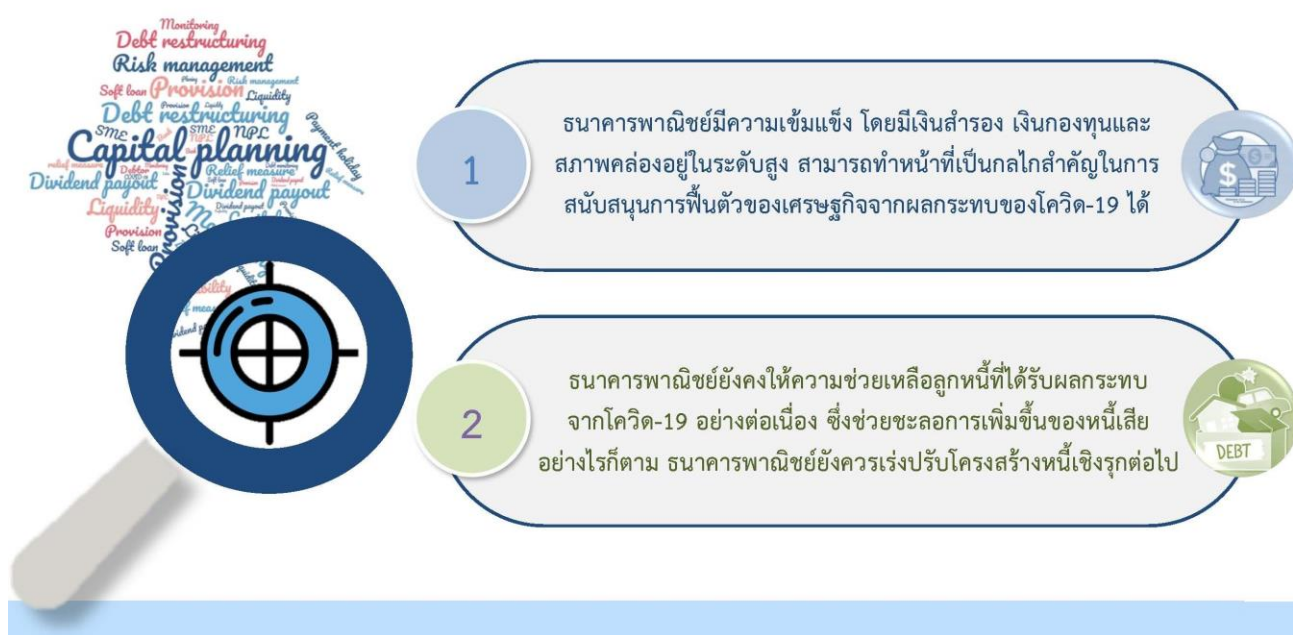 Monitoring
Debt restructuring
Risk management
Soft loan Provision Risk management
Liquidity
Debt restructuring
SME SME NPL
Payment holiday
Capital planning
relief measure Debtor Relief measure
Dividend payout Dividend payout
Liquidity
Provision
Soft loan
Provision
1
ธนาคารพาณิชย์มีความเข้มแข็ง โดยมีเงินสำรอง เงินกองทุนและ
สภาพคล่องอยู่ในระดับสูง สามารถทำหน้าที่เป็นกลไกสำคัญในการ
สนับสนุนการฟื้นตัวของเศรษฐกิจจากผลกระทบของโควิด-19 ได้
2
ธนาคารพาณิชย์ยังคงให้ความช่วยเหลือลูกหนี้ที่ได้รับผลกระทบ
จากโควิด-19 อย่างต่อเนื่อง ซึ่งช่วยชะลอการเพิ่มขึ้นของหนี้เสีย
อย่างไรก็ตาม ธนาคารพาณิชย์ยังควรเร่งปรับโครงสร้างหนี้เชิงรุกต่อไป
DEBT